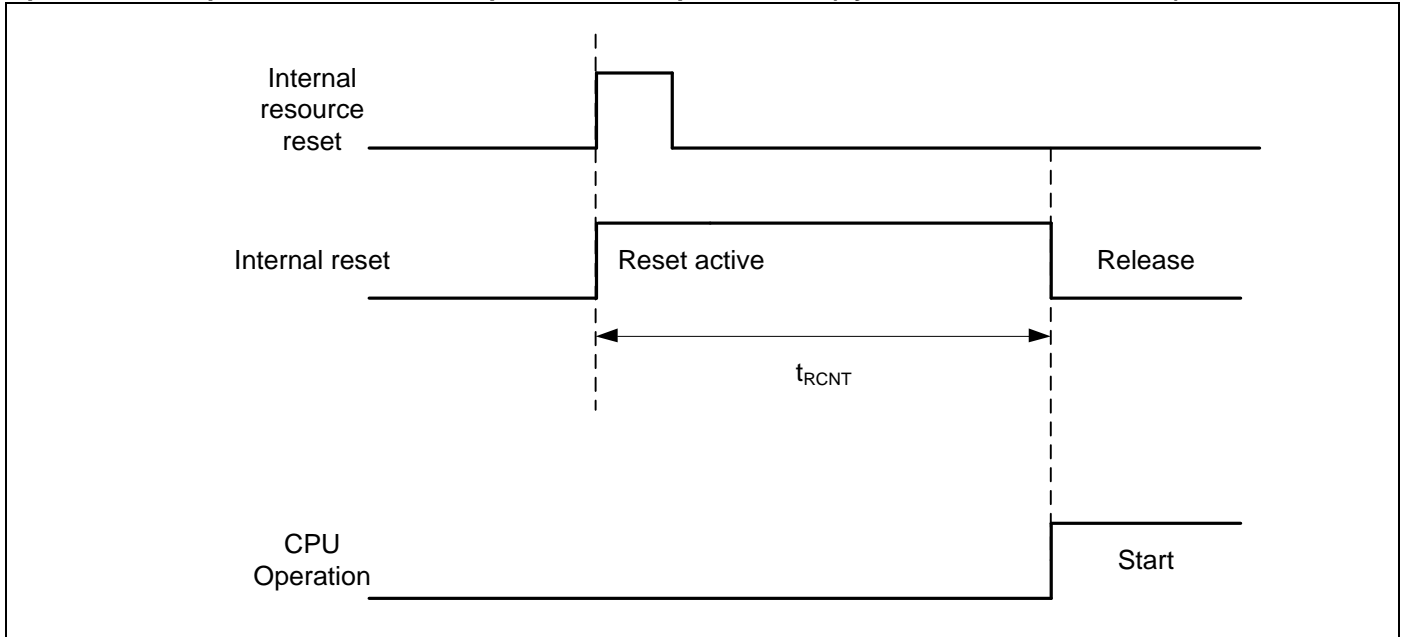 Internal
resource
reset
Internal reset
Reset active
Release
tRCNT
CPU
Operation
Start